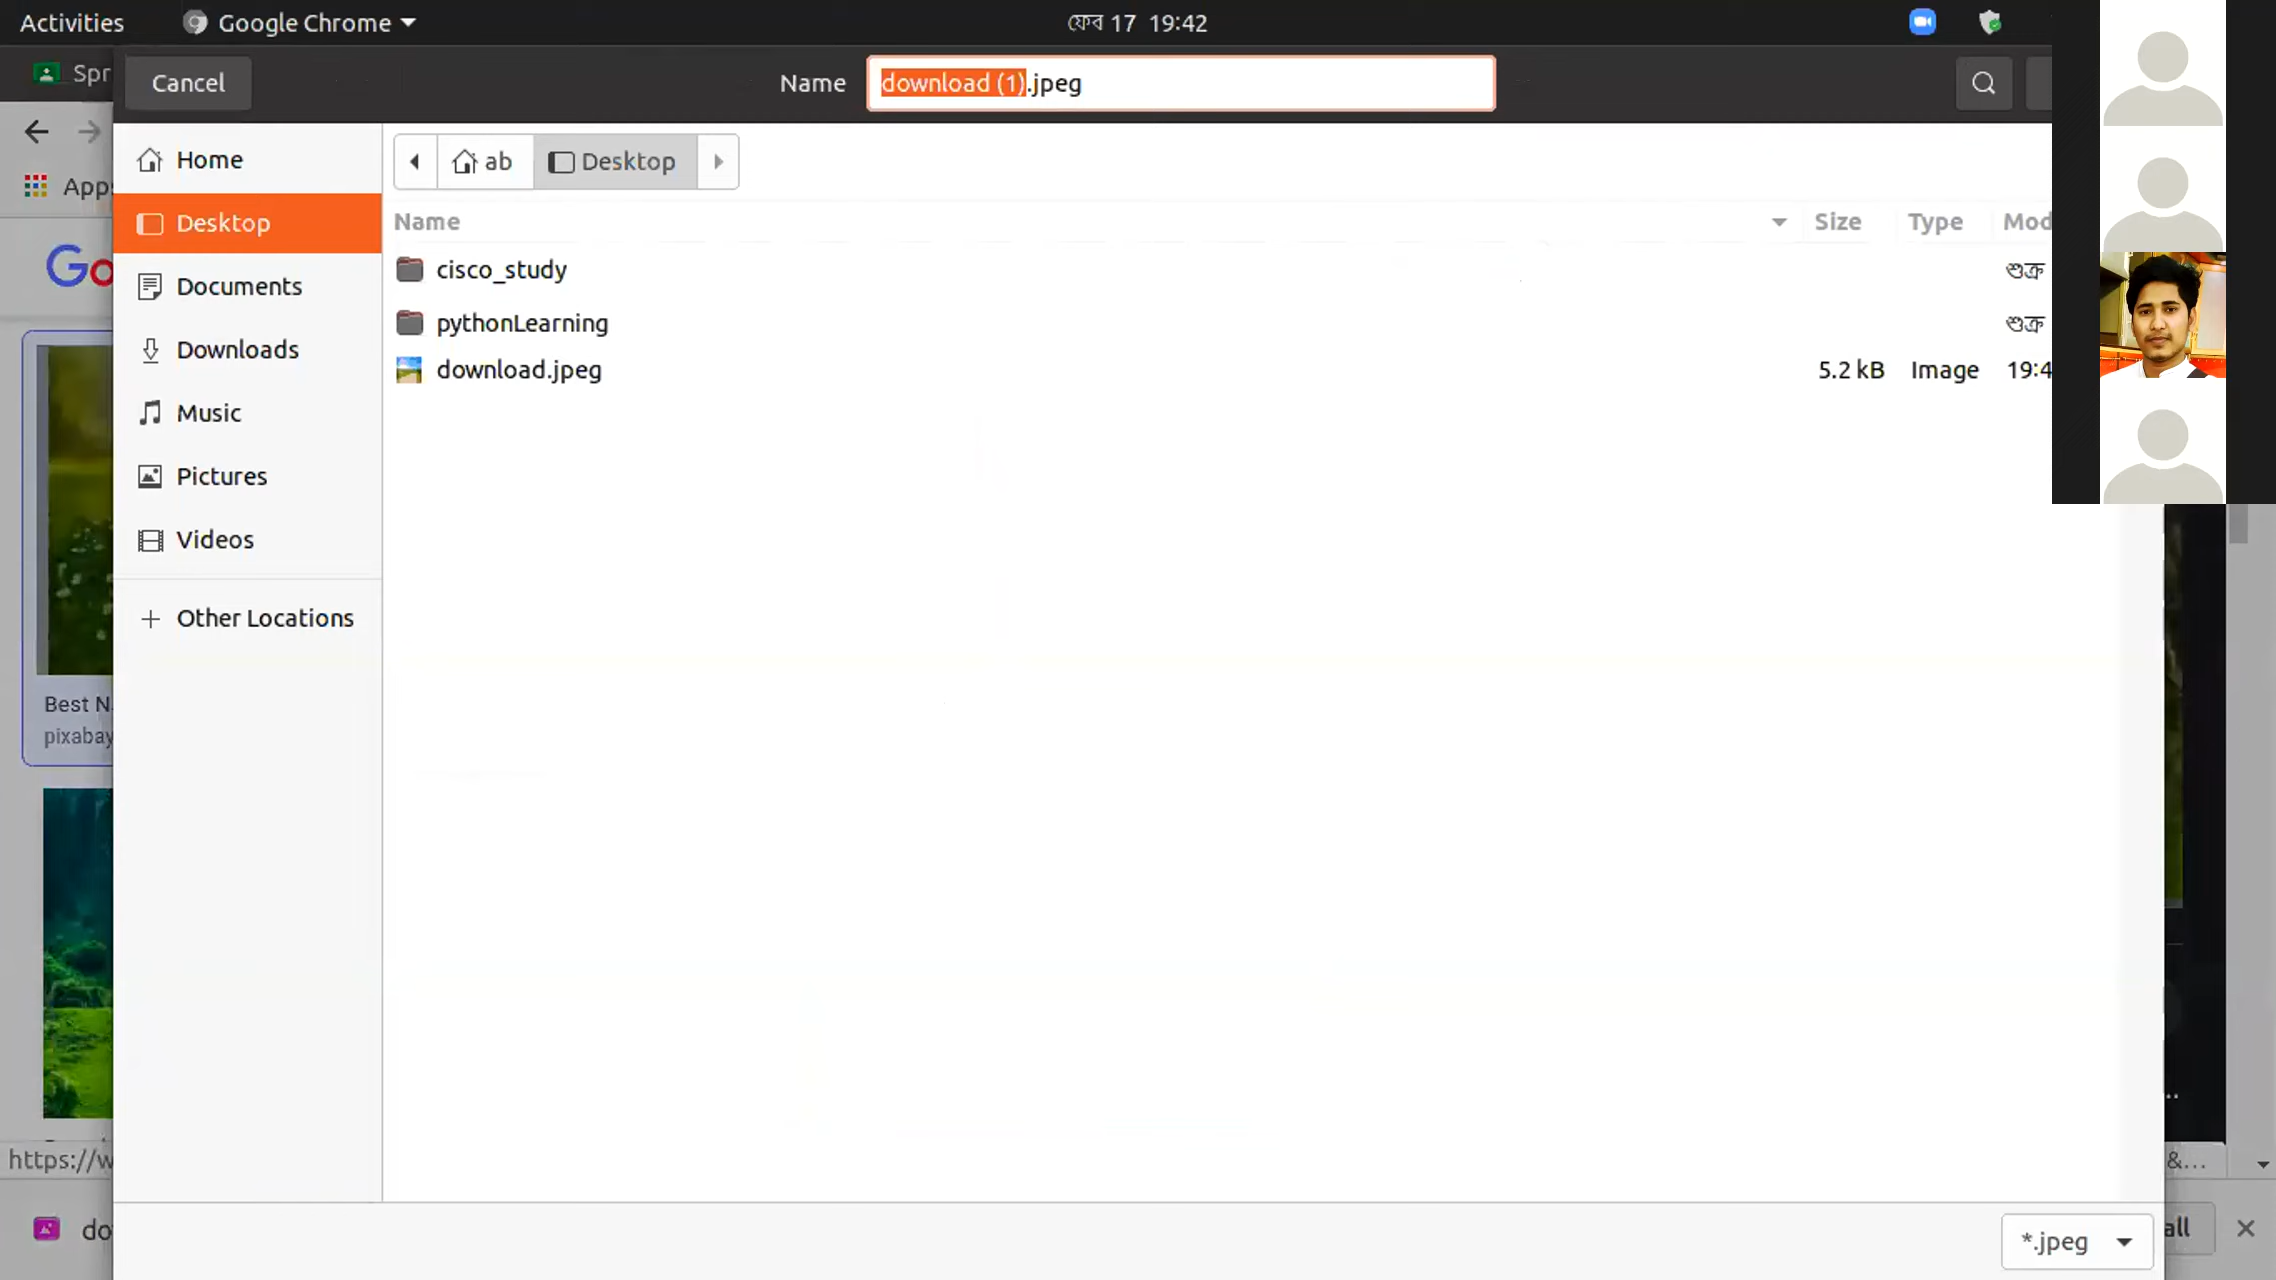 Activities
Google Chrome
ফেব 17 19:42
Spr
Cancel
Name
download (1).jpeg
Home
ab
Desktop
Apps
Desktop
Name
Size
Type
Mod
Go
cisco_study
শুক্র
Documents
pythonLearning
শুক্র
Downloads
download.jpeg
5.2 kB
Image
19:4
Music
Pictures
Videos
Other Locations
Best N
pixabay
https://w
&...
do
*.jpeg
all